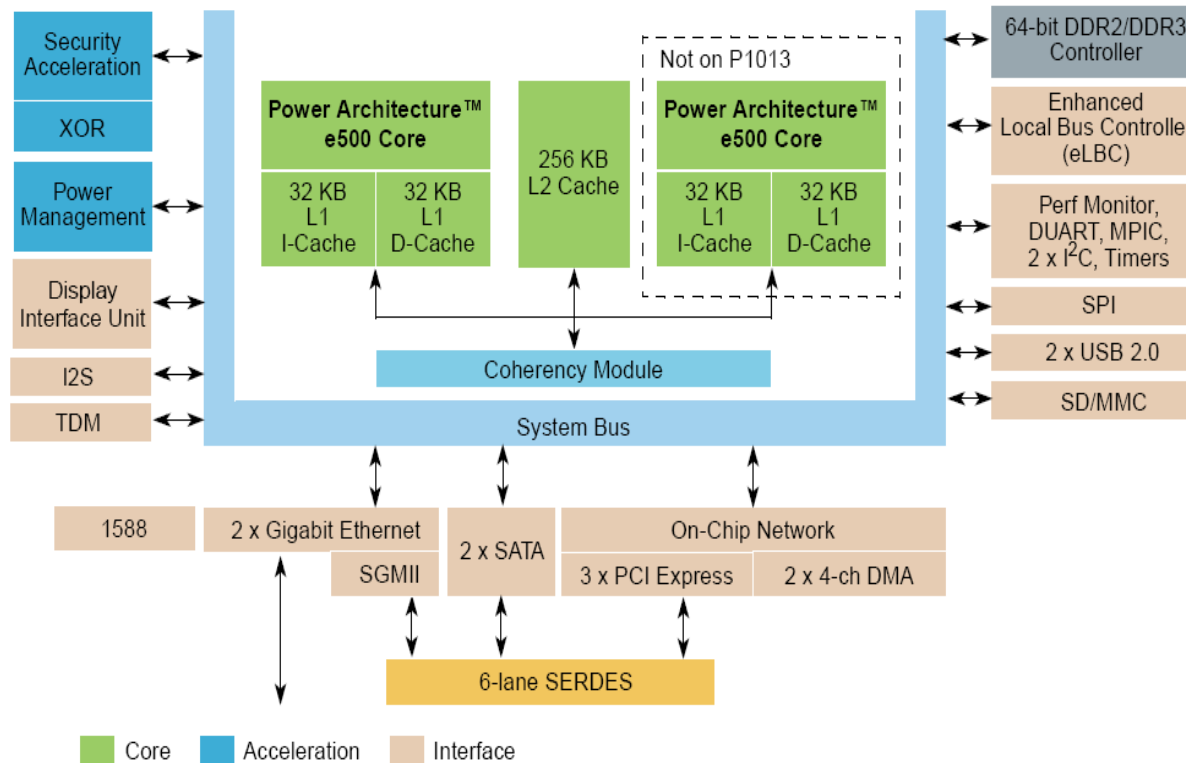 Security
Acceleration
XOR
Power
Management
Display
Interface Unit
I2S
TDM
Power Architecture™
e500 Core
32 KB
L1
I-Cache
32 KB
L1
D-Cache
256 KB
L2 Cache
Not on P1013
Power Architecture™
e500 Core
32 KB
L1
I-Cache
32 KB
L1
D-Cache
Coherency Module
System Bus
64-bit DDR2/DDR3
Controller
Enhanced
Local Bus Controlle
(eLBC)
Perf Monitor,
DUART, MPIC,
2 x I²C, Timers
SPI
2 x USB 2.0
SD/MMC
1588
2 x Gigabit Ethernet
SGMII
2 x SATA
On-Chip Network
3 x PCI Express
2 x 4-ch DMA
6-lane SERDES
Core
Acceleration
Interface